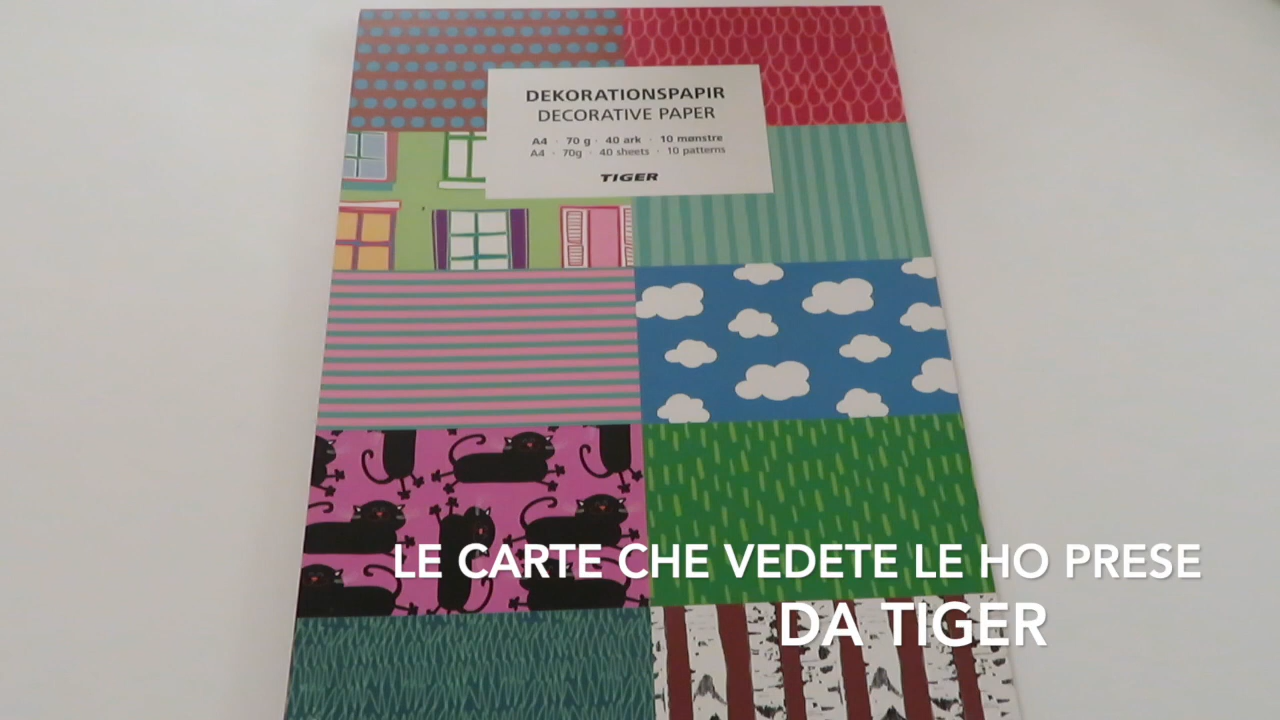 DEKORATIONSPAPIR
DECORATIVE PAPER
A4 · 70 g · 40 ark · 10 mønstre
A4 · 70g · 40 sheets · 10 patterns
TIGER
LE CARTE CHE VEDETE LE HO PRESE
DA TIGER